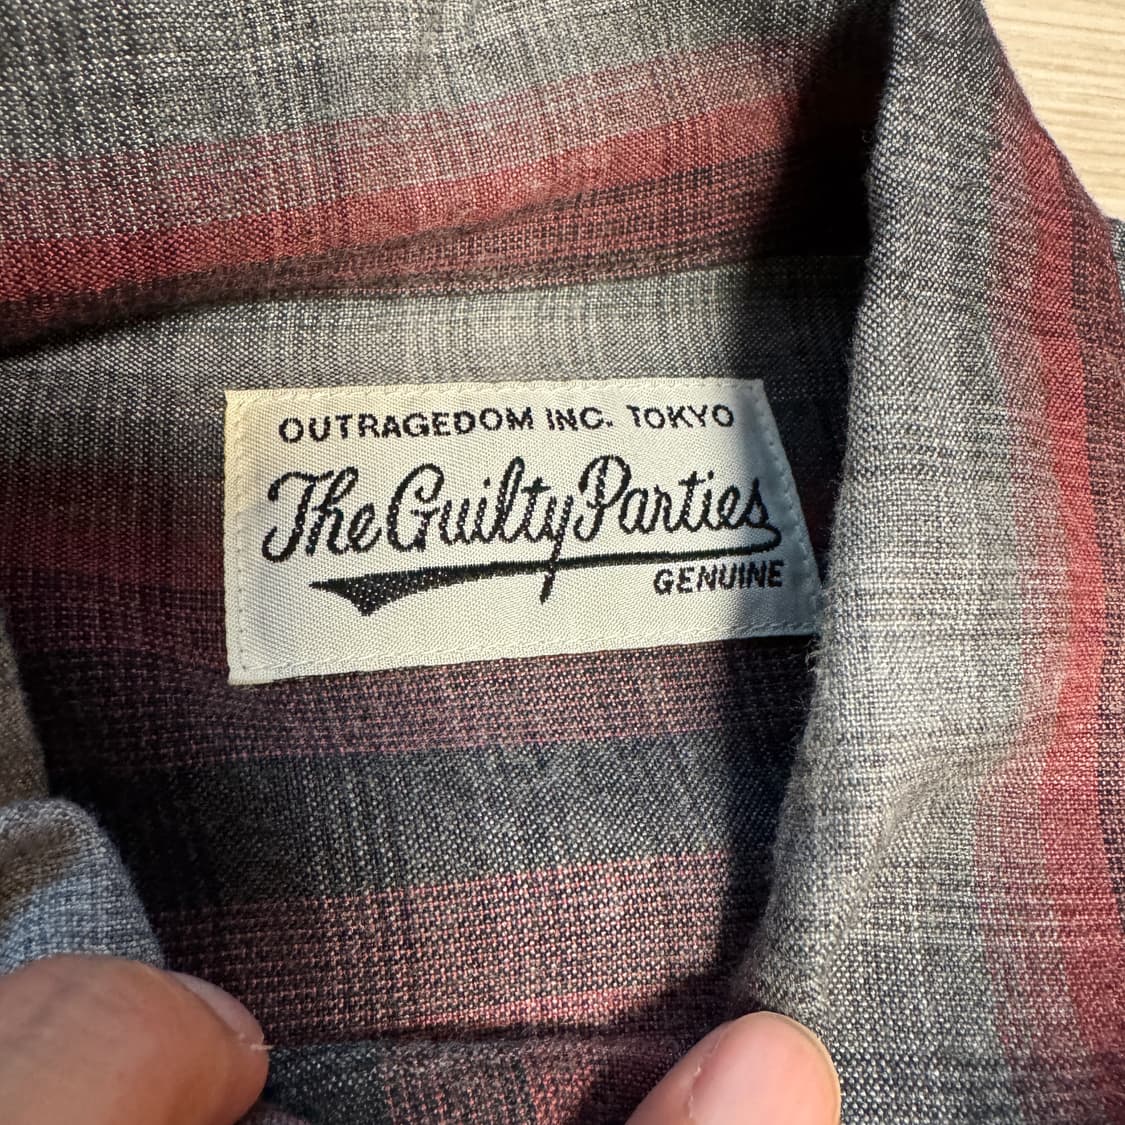 OUTRAGEDOM INC. TOKYO
The Guilty Parties
GENUINE